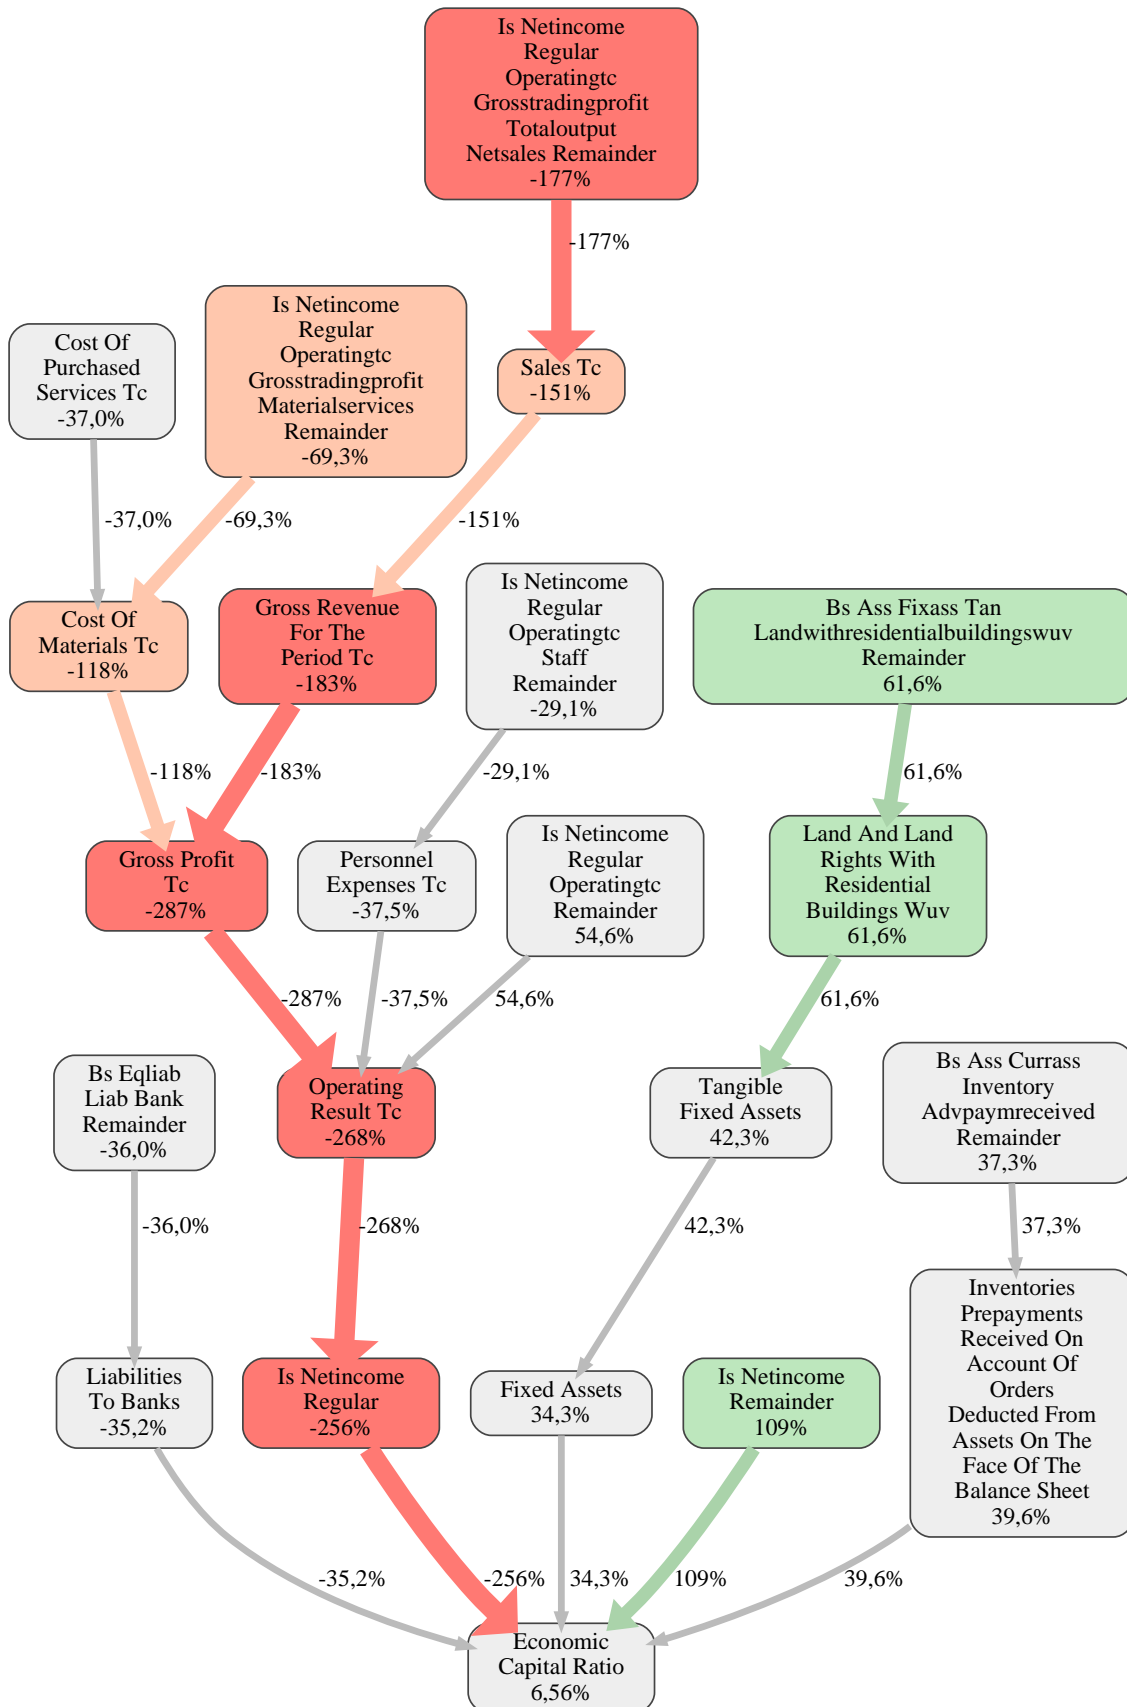 Is Netincome
Regular
Operatingtc
Grosstradingprofit
Totaloutput
Netsales Remainder
-177%
-177%
Is Netincome
Regular
Operatingtc
Grosstradingprofit
Materialservices
Remainder
-69,3%
Cost Of
Purchased
Services Tc
-37,0%
Sales Tc
-151%
-37,0%
-69,3%
-151%
Cost Of
Materials Tc
-118%
Gross Revenue
For The
Period Tc
-183%
Is Netincome
Regular
Operatingtc
Staff
Remainder
-29,1%
Bs Ass Fixass Tan
Landwithresidentialbuildingswuv
Remainder
61,6%
-118%
-183%
-29,1%
61,6%
Gross Profit
Tc
-287%
Personnel
Expenses Tc
-37,5%
Is Netincome
Regular
Operatingtc
Remainder
54,6%
Land And Land
Rights With
Residential
Buildings Wuv
61,6%
-287%
-37,5%
54,6%
61,6%
Bs Eqliab
Liab Bank
Remainder
-36,0%
Operating
Result Tc
-268%
Tangible
Fixed Assets
42,3%
Bs Ass Currass
Inventory
Advpaymreceived
Remainder
37,3%
-36,0%
-268%
42,3%
37,3%
Liabilities
To Banks
-35,2%
Is Netincome
Regular
-256%
Fixed Assets
34,3%
Is Netincome
Remainder
109%
Inventories
Prepayments
Received On
Account Of
Orders
Deducted From
Assets On The
Face Of The
Balance Sheet
39,6%
-35,2%
-256%
34,3%
109%
39,6%
Economic
Capital Ratio
6,56%